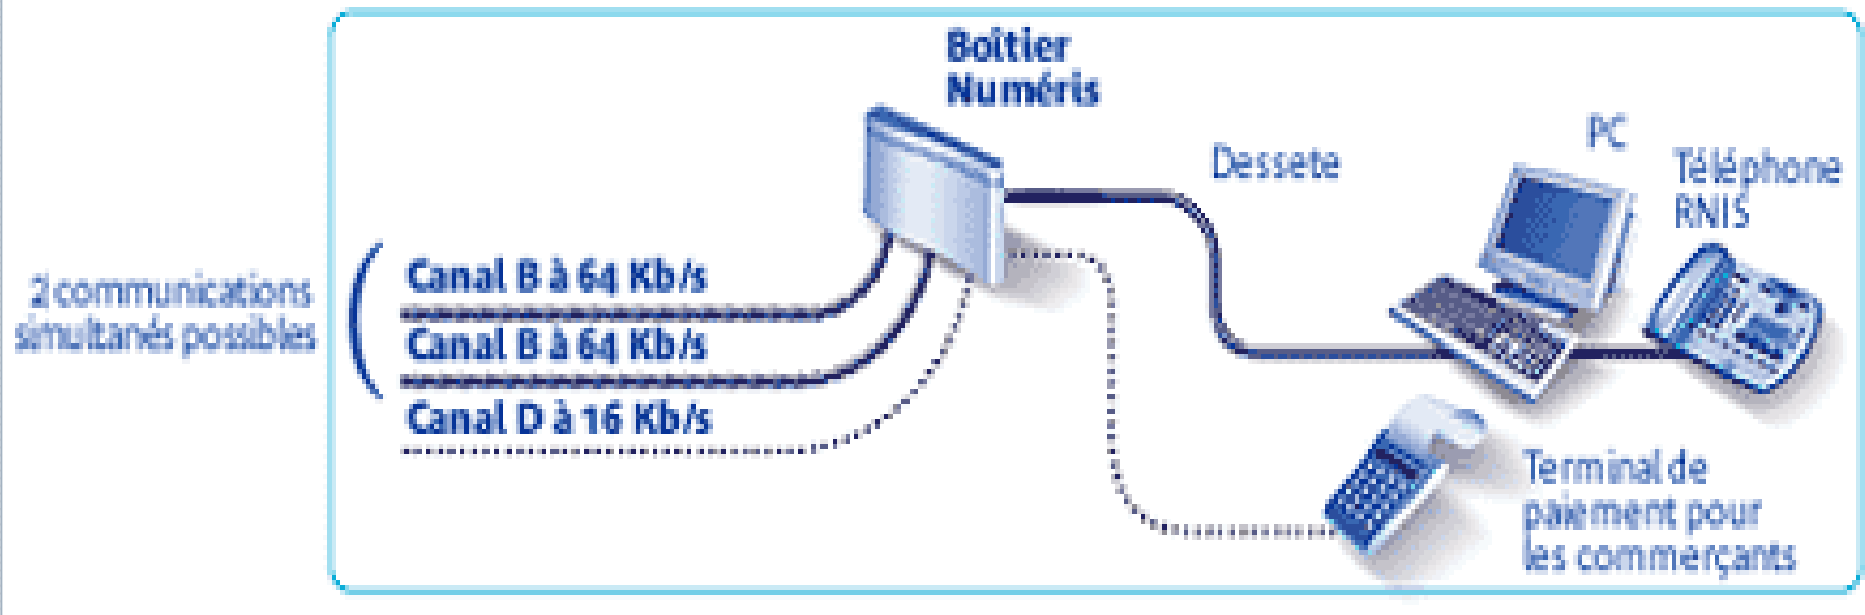 Boîtier
Numéris
PC
Dessete
Téléphone
RNIS
2 communications
simultanés possibles
Canal B à 64 Kb/s
Canal B à 64 Kb/s
Canal D à 16 Kb/s
Terminal de
paiement pour
les commerçants